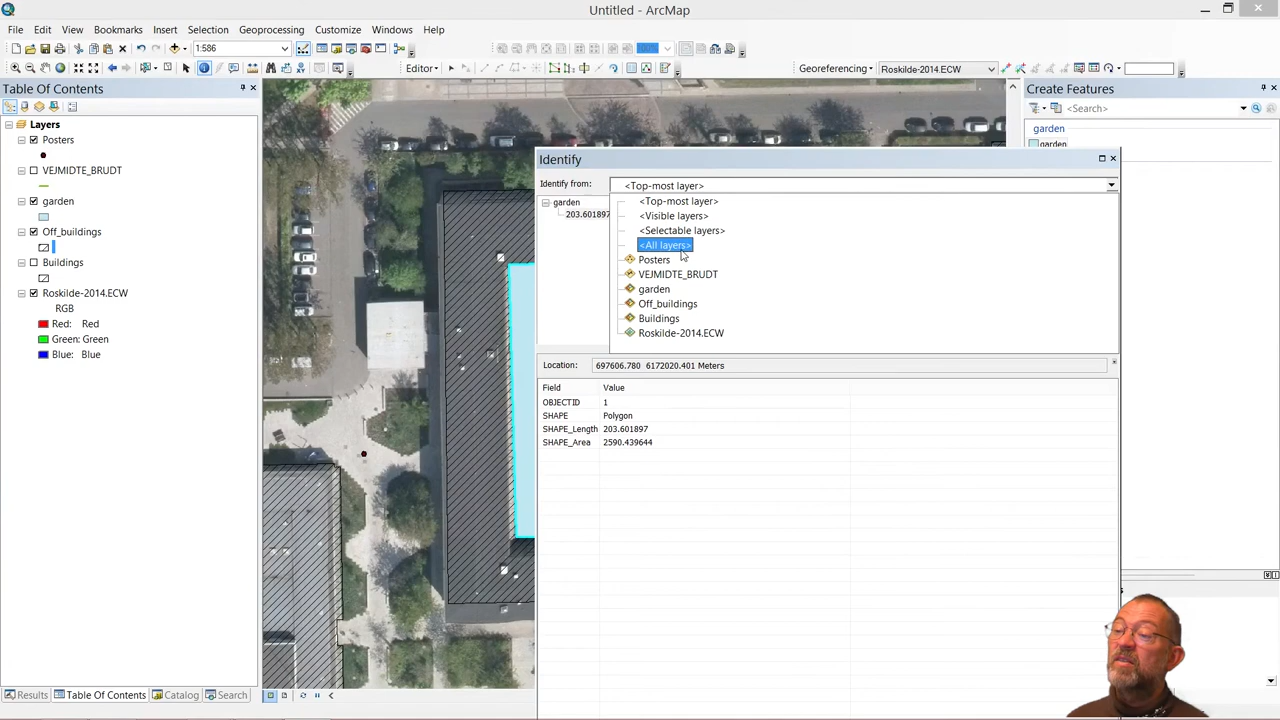 Untitled - ArcMap
File Edit View Bookmarks Insert Selection Geoprocessing Customize Windows Help
1:586
100%
Editor
Georeferencing
Roskilde-2014.ECW
Table Of Contents
Layers
Posters
VEJMIDTE_BRUDT
garden
Off_buildings
Buildings
Roskilde-2014.ECW
RGB
Red: Red
Green: Green
Blue: Blue
Results
Table Of Contents
Catalog
Search
Identify
Identify from:
<Top-most layer>
garden
203.601897
<Top-most layer>
<Visible layers>
<Selectable layers>
<All layers>
Posters
VEJMIDTE_BRUDT
garden
Off_buildings
Buildings
Roskilde-2014.ECW
Location:
697606.780 6172020.401 Meters
Field Value
OBJECTID 1
SHAPE Polygon
SHAPE_Length 203.601897
SHAPE_Area 2590.439644
Create Features
<Search>
garden
garden